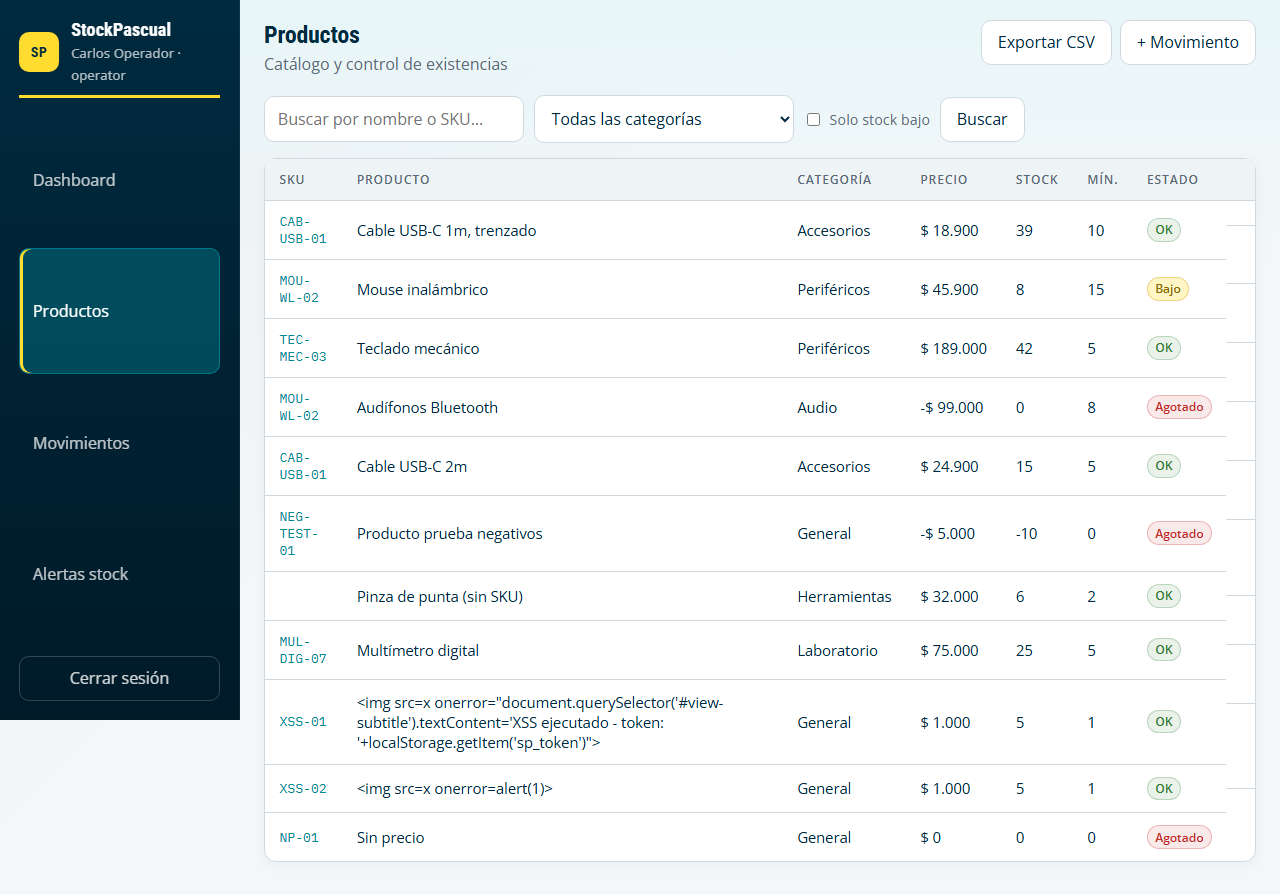 SP
StockPascual
Carlos Operador ·
operator
Dashboard
Productos
Movimientos
Alertas stock
Cerrar sesión
Productos
Catálogo y control de existencias
Exportar CSV
+ Movimiento
Buscar por nombre o SKU...
Todas las categorías
Solo stock bajo
Buscar
SKU PRODUCTO CATEGORÍA PRECIO STOCK MÍN. ESTADO
CAB-
USB-01
Cable USB-C 1m, trenzado Accesorios $ 18.900 39 10 OK
MOU-
WL-02
Mouse inalámbrico Periféricos $ 45.900 8 15 Bajo
TEC-
MEC-03
Teclado mecánico Periféricos $ 189.000 42 5 OK
MOU-
WL-02
Audífonos Bluetooth Audio -$ 99.000 0 8 Agotado
CAB-
USB-01
Cable USB-C 2m Accesorios $ 24.900 15 5 OK
NEG-
TEST-
01
Producto prueba negativos General -$ 5.000 -10 0 Agotado
Pinza de punta (sin SKU) Herramientas $ 32.000 6 2 OK
MUL-
DIG-07
Multímetro digital Laboratorio $ 75.000 25 5 OK
XSS-01
<img src=x onerror="document.querySelector('#view-
subtitle').textContent='XSS ejecutado - token:
'+localStorage.getItem('sp_token')">
General $ 1.000 5 1 OK
XSS-02 <img src=x onerror=alert(1)> General $ 1.000 5 1 OK
NP-01 Sin precio General $ 0 0 0 Agotado